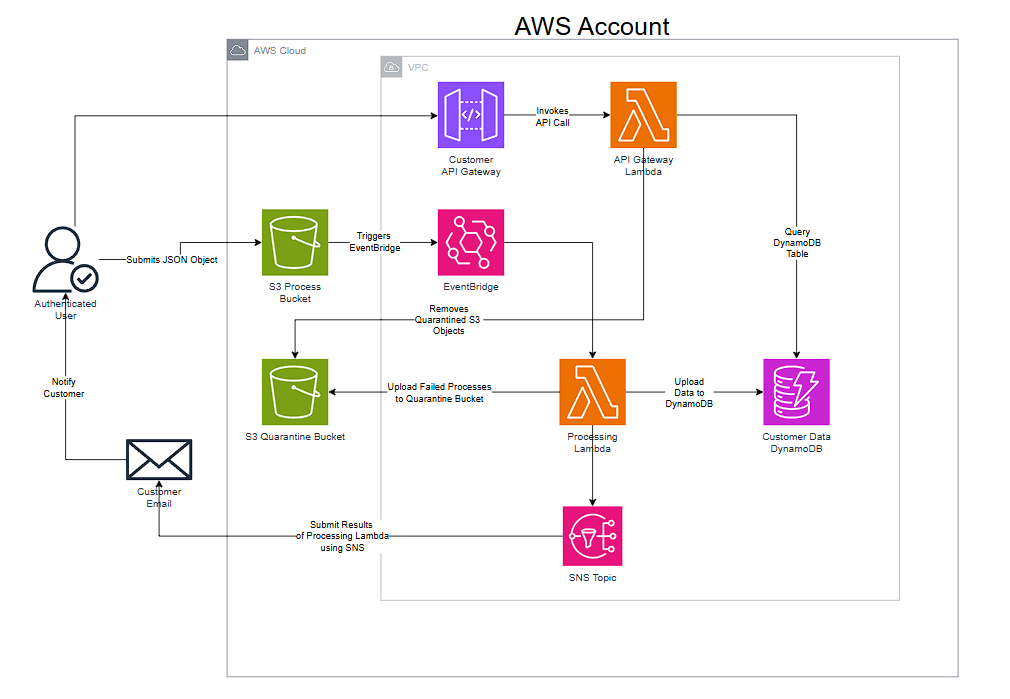 AWS Account
AWS Cloud
VPC
Customer
API Gateway
Invokes
API Call
API Gateway
Lambda
Submits JSON Object
Authenticated
User
S3 Process
Bucket
Triggers
EventBridge
EventBridge
Query
DynamoDB
Table
Removes
Quarantined S3
Objects
S3 Quarantine Bucket
Upload Failed Processes
to Quarantine Bucket
Processing
Lambda
Upload
Data to
DynamoDB
Customer Data
DynamoDB
Notify
Customer
Customer
Email
Submit Results
of Processing Lambda
using SNS
SNS Topic